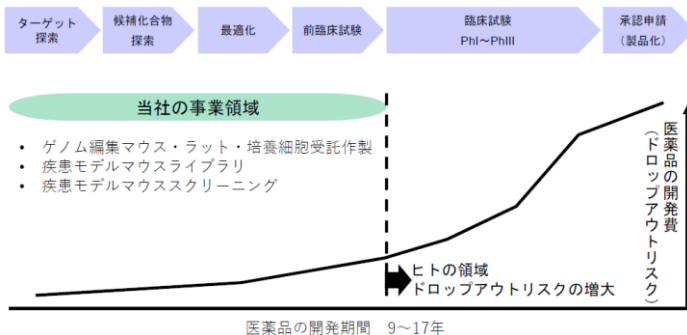 ターゲット
探索
候補化合物
探索
最適化
前臨床試験
臨床試験
PhI～PhIII
承認申請
（製品化）
当社の事業領域
• ゲノム編集マウス・ラット・培養細胞受託作製
• 疾患モデルマウスライブラリ
• 疾患モデルマウススクリーニング
医薬品の開発費
（ドロップアウトリスク）
ヒトの領域
ドロップアウトリスクの増大
医薬品の開発期間　9～17年